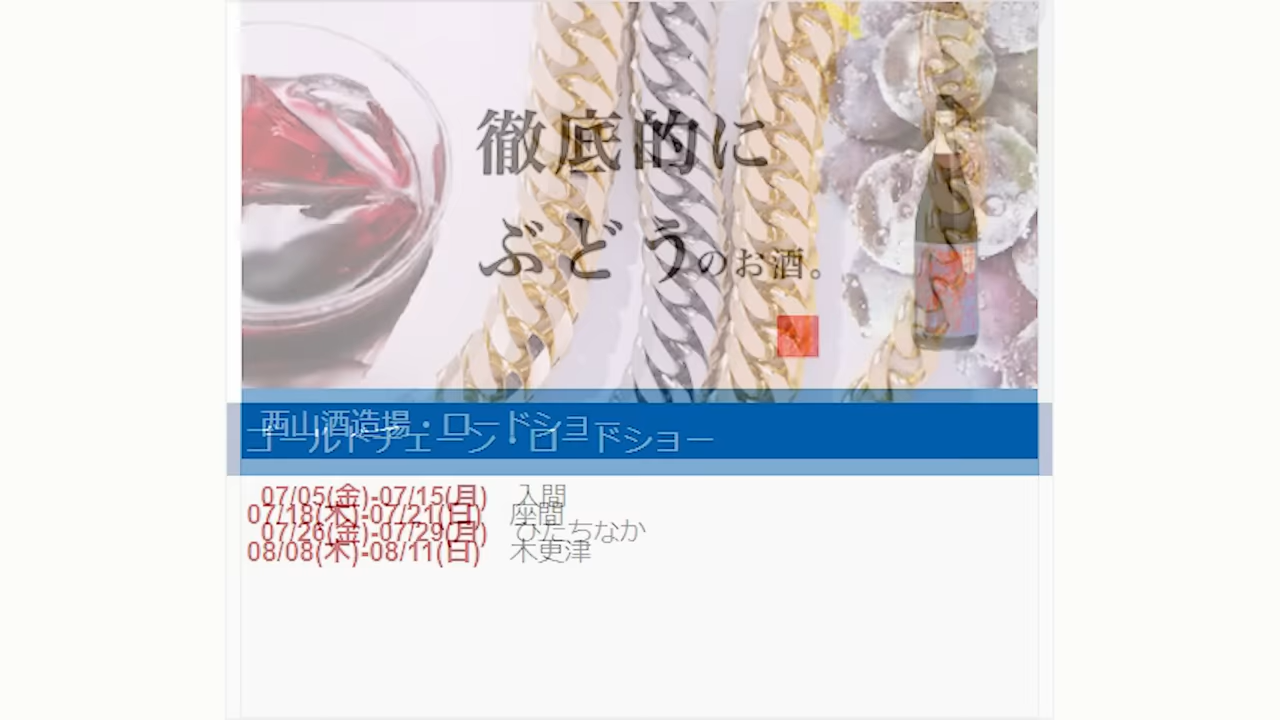 徹底的に
ぶどうのお酒。
西山酒造場・ロードショー
ゴールドチェーン・ロードショー
07/05(金)-07/15(月) 入間
07/18(木)-07/21(日) 座間
07/26(金)-07/29(月) ひたちなか
08/08(木)-08/11(日) 木更津